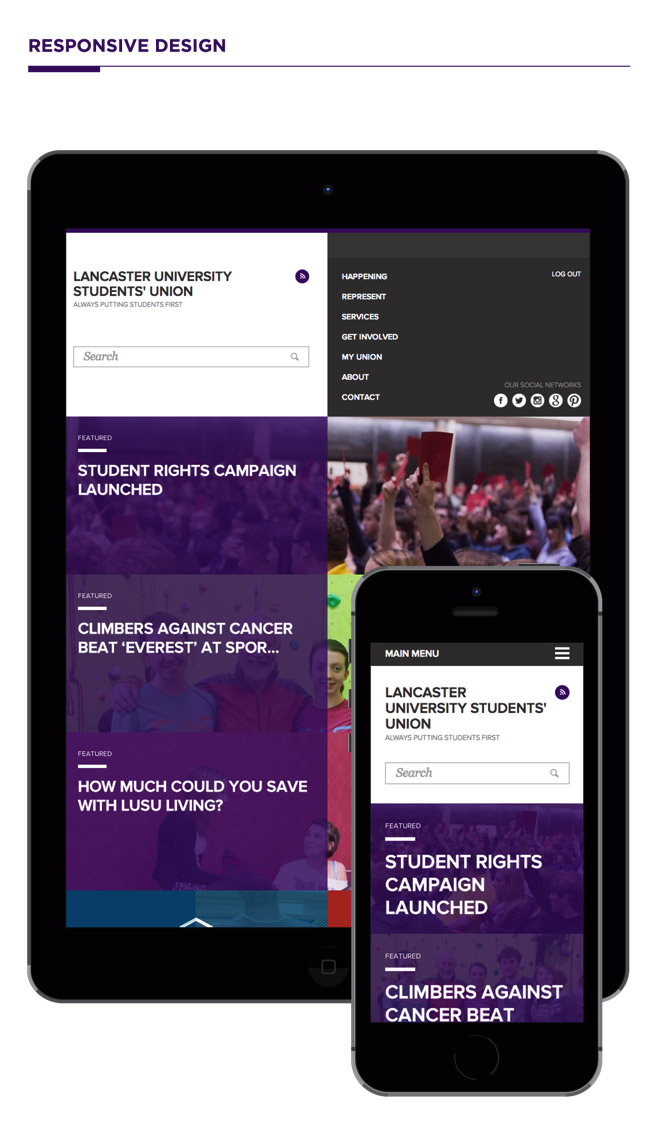 RESPONSIVE DESIGN
LANCASTER UNIVERSITY
STUDENTS' UNION
ALWAYS PUTTING STUDENTS FIRST
Search
HAPPENING
REPRESENT
SERVICES
GET INVOLVED
MY UNION
ABOUT
CONTACT
LOG OUT
OUR SOCIAL NETWORKS
FEATURED
STUDENT RIGHTS CAMPAIGN
LAUNCHED
FEATURED
CLIMBERS AGAINST CANCER
BEAT ‘EVEREST’ AT SPOR...
FEATURED
HOW MUCH COULD YOU SAVE
WITH LUSU LIVING?
MAIN MENU
LANCASTER
UNIVERSITY STUDENTS'
UNION
ALWAYS PUTTING STUDENTS FIRST
Search
FEATURED
STUDENT RIGHTS
CAMPAIGN
LAUNCHED
FEATURED
CLIMBERS AGAINST
CANCER BEAT